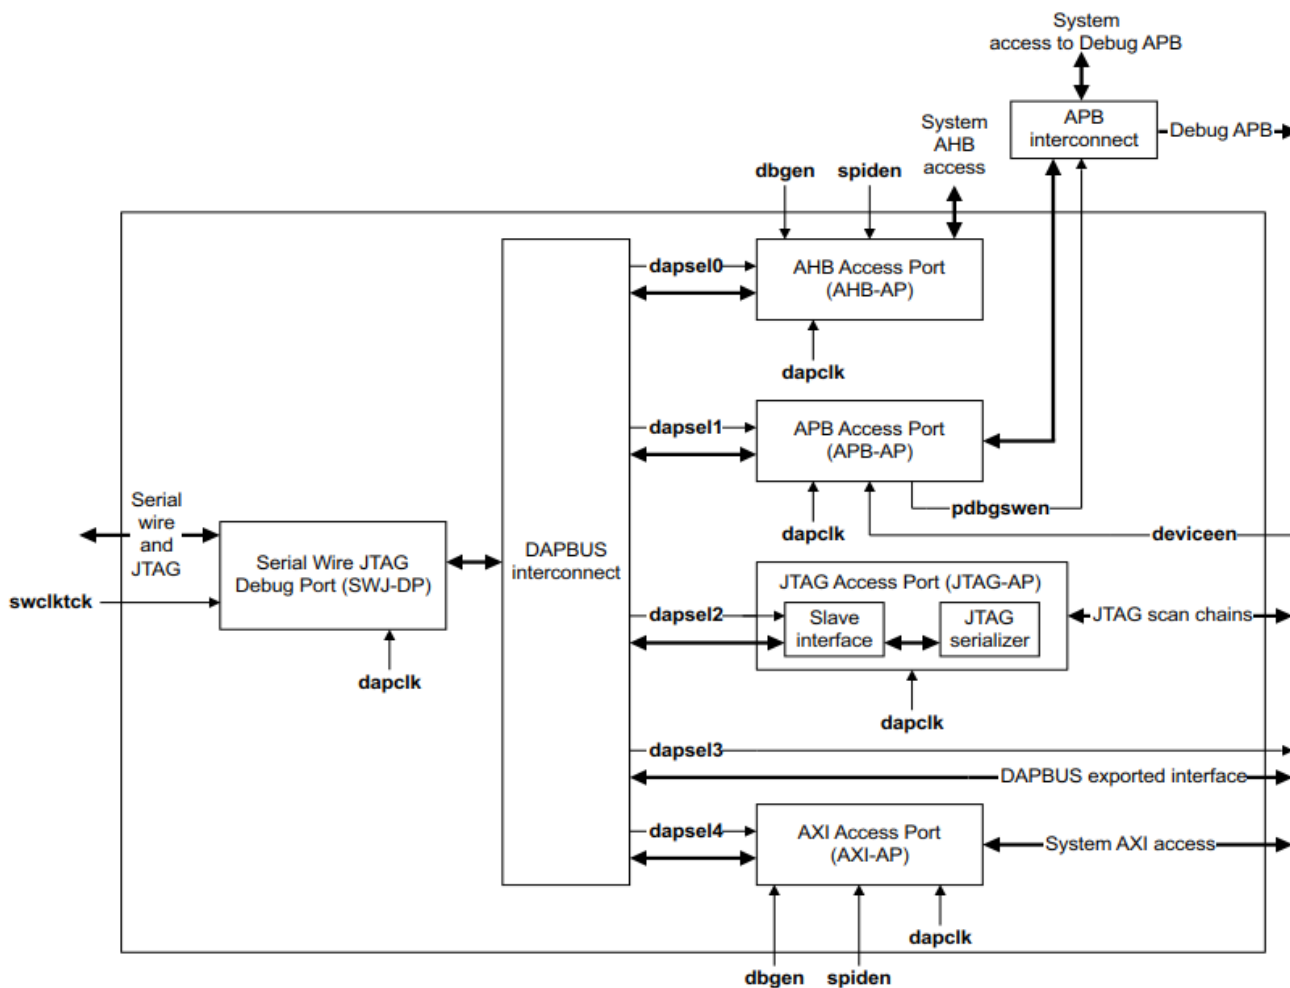 System
access to Debug APB
APB
interconnect
Debug APB
System
AHB
access
dbgen
spiden
dapsel0
AHB Access Port
(AHB-AP)
dapclk
dapsel1
APB Access Port
(APB-AP)
dapclk
pdbgswen
deviceen
Serial
wire
and
JTAG
Serial Wire JTAG
Debug Port (SWJ-DP)
swclktck
dapclk
DAPBUS
interconnect
JTAG Access Port (JTAG-AP)
dapsel2
Slave
interface
JTAG
serializer
JTAG scan chains
dapclk
dapsel3
DAPBUS exported interface
dapsel4
AXI Access Port
(AXI-AP)
System AXI access
dapclk
dbgen
spiden